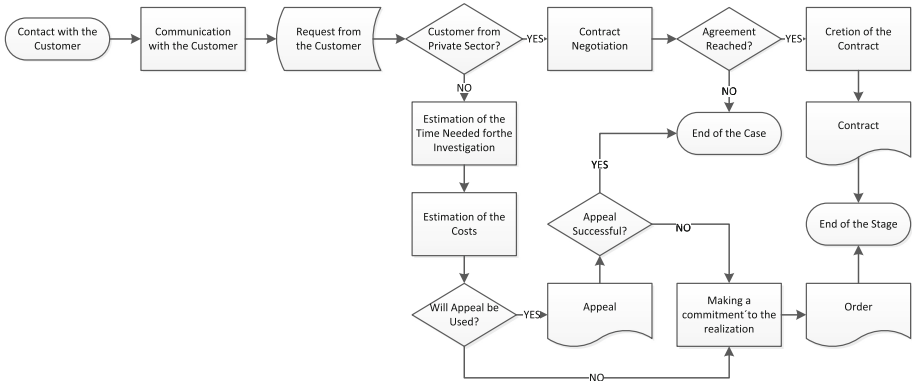 Contact with the
Customer
Communication
with the Customer
Request from
the Customer
Customer from
Private Sector?
YES
Contract
Negotiation
Agreement
Reached?
YES
Cretion of the
Contract
NO
NO
Estimation of the
Time Needed forthe
Investigation
End of the Case
Contract
YES
Estimation of the
Costs
Appeal
Successful?
NO
End of the Stage
Will Appeal be
Used?
YES
Appeal
Making a
commitment´to the
realization
Order
NO